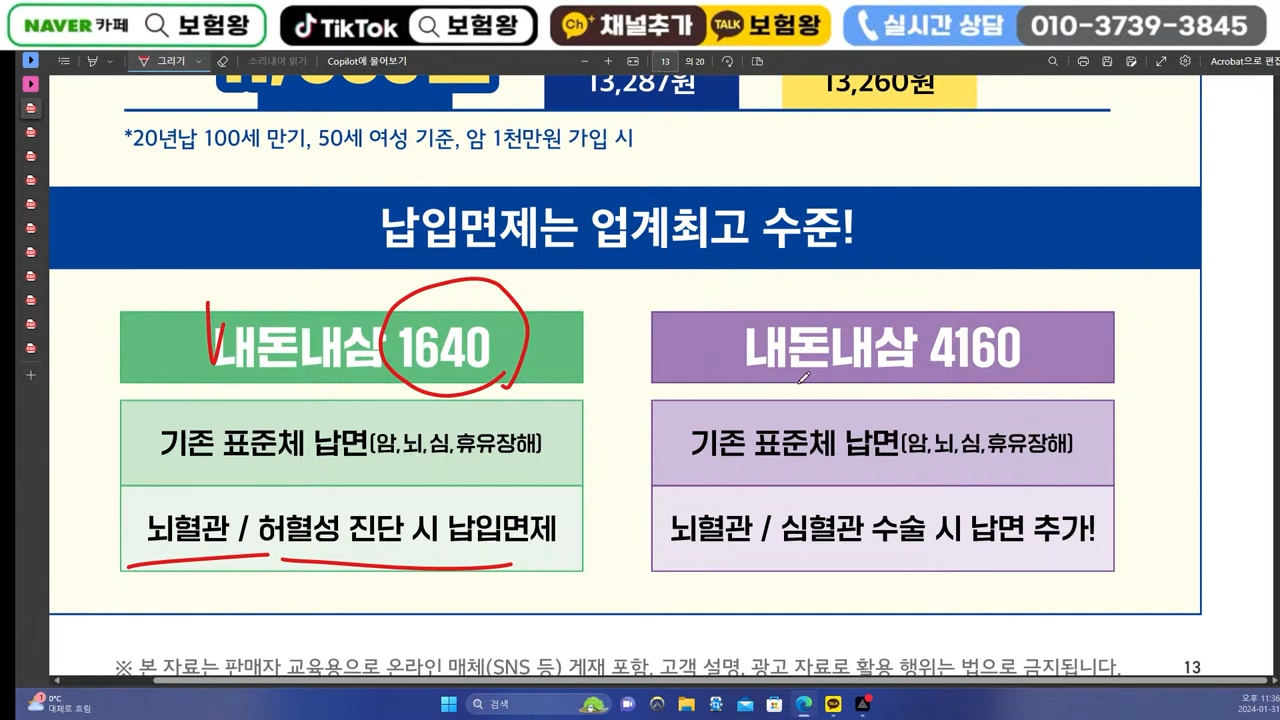 NAVER 카페 보험왕 TikTok 보험왕 Ch+ 채널추가 TALK 보험왕 실시간 상담 010-3739-3845
그리기 소리내어 읽기 Copilot에 물어보기 13 의 20 Acrobat으로 편집
13,287원 13,260원
*20년납 100세 만기, 50세 여성 기준, 암 1천만원 가입 시
납입면제는 업계최고 수준!
내돈내삼 1640
기존 표준체 납면(암,뇌,심,휴유장해)
뇌혈관 / 허혈성 진단 시 납입면제
내돈내삼 4160
기존 표준체 납면(암,뇌,심,휴유장해)
뇌혈관 / 심혈관 수술 시 납면 추가!
※ 본 자료는 판매자 교육용으로 온라인 매체(SNS 등) 게재 포함, 고객 설명, 광고 자료로 활용 행위는 법으로 금지됩니다. 13
0°C
대체로 흐림
검색
TALK
오후 11:36
2024-01-31